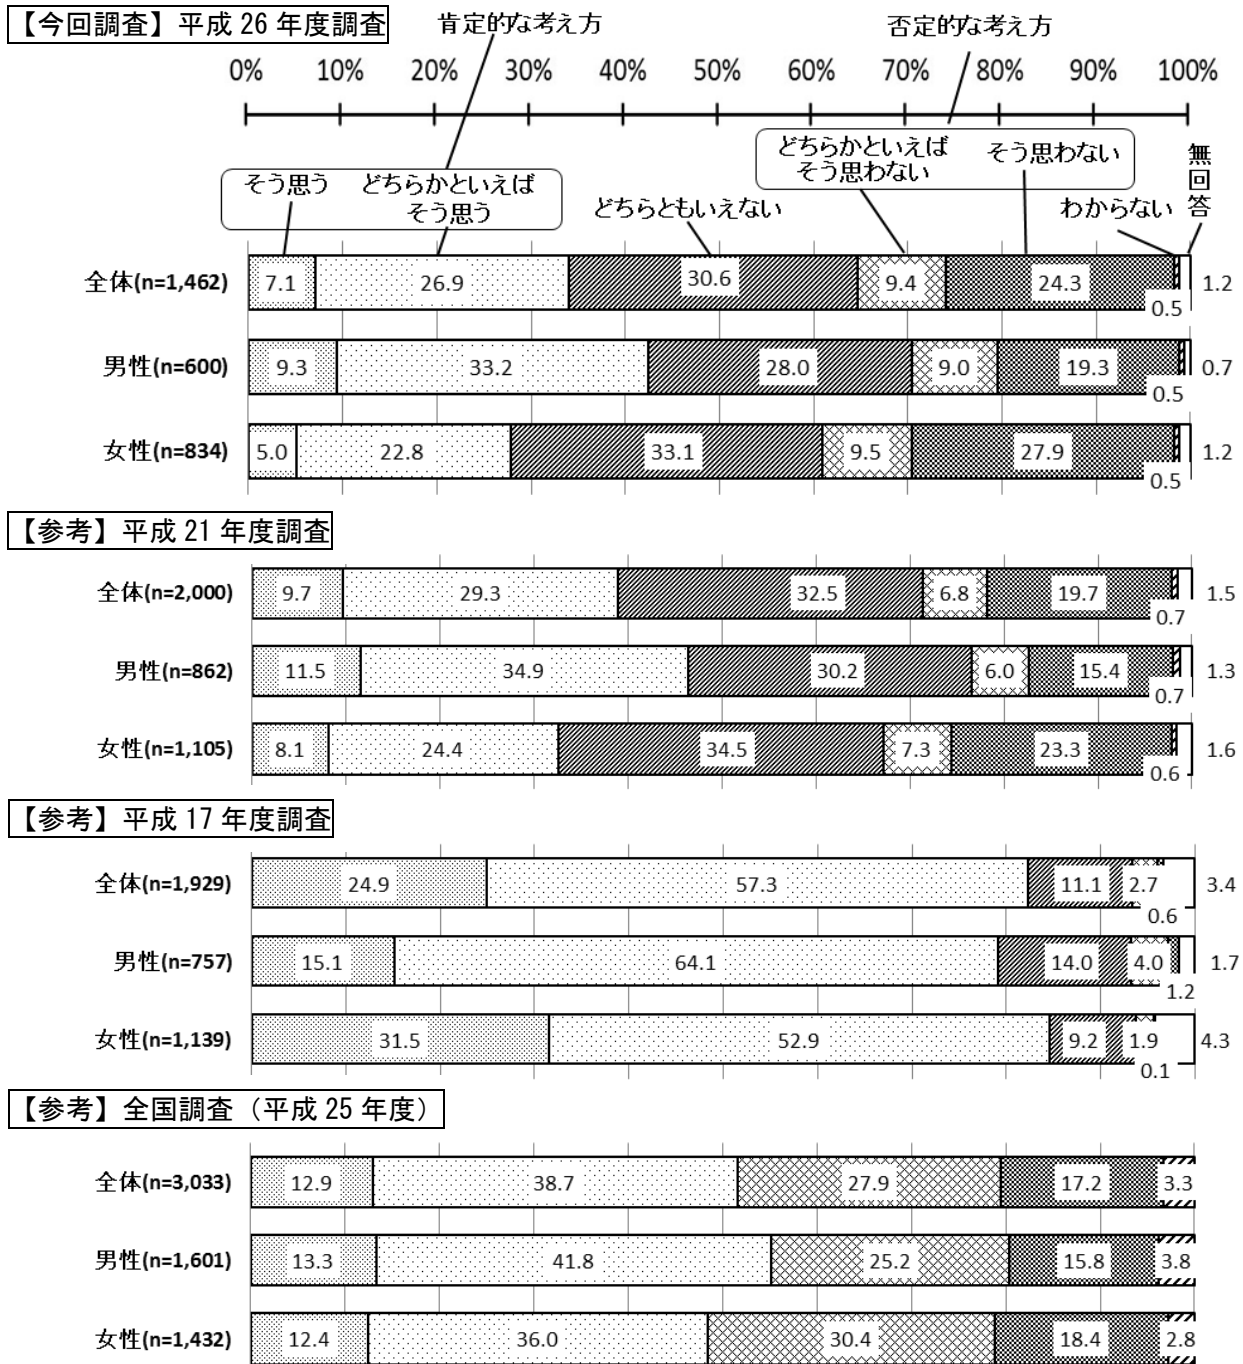 【今回調査】平成 26 年度調査
肯定的な考え方
否定的な考え方
0% 10% 20% 30% 40% 50% 60% 70% 80% 90% 100%
そう思う
どちらかといえば
そう思う
どちらともいえない
どちらかといえば
そう思わない
そう思わない
わからない
無回答
全体(n=1,462) 7.1 26.9 30.6 9.4 24.3 0.5 1.2
男性(n=600) 9.3 33.2 28.0 9.0 19.3 0.5 0.7
女性(n=834) 5.0 22.8 33.1 9.5 27.9 0.5 1.2
【参考】平成 21 年度調査
全体(n=2,000) 9.7 29.3 32.5 6.8 19.7 0.7 1.5
男性(n=862) 11.5 34.9 30.2 6.0 15.4 0.7 1.3
女性(n=1,105) 8.1 24.4 34.5 7.3 23.3 0.6 1.6
【参考】平成 17 年度調査
全体(n=1,929) 24.9 57.3 11.1 2.7 0.6 3.4
男性(n=757) 15.1 64.1 14.0 4.0 1.2 1.7
女性(n=1,139) 31.5 52.9 9.2 1.9 0.1 4.3
【参考】全国調査（平成 25 年度）
全体(n=3,033) 12.9 38.7 27.9 17.2 3.3
男性(n=1,601) 13.3 41.8 25.2 15.8 3.8
女性(n=1,432) 12.4 36.0 30.4 18.4 2.8